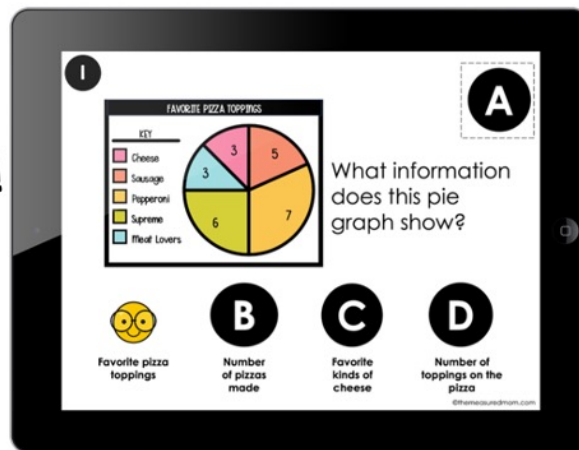 1
FAVORITE PIZZA TOPPINGS
KEY
Cheese
Sausage
Pepperoni
Supreme
Meat Lovers
3
5
3
6
7
A
What information
does this pie
graph show?
Favorite pizza
toppings
B
Number
of pizzas
made
C
Favorite
kinds of
cheese
D
Number of
toppings on the
pizza
©themeasuredmom.com